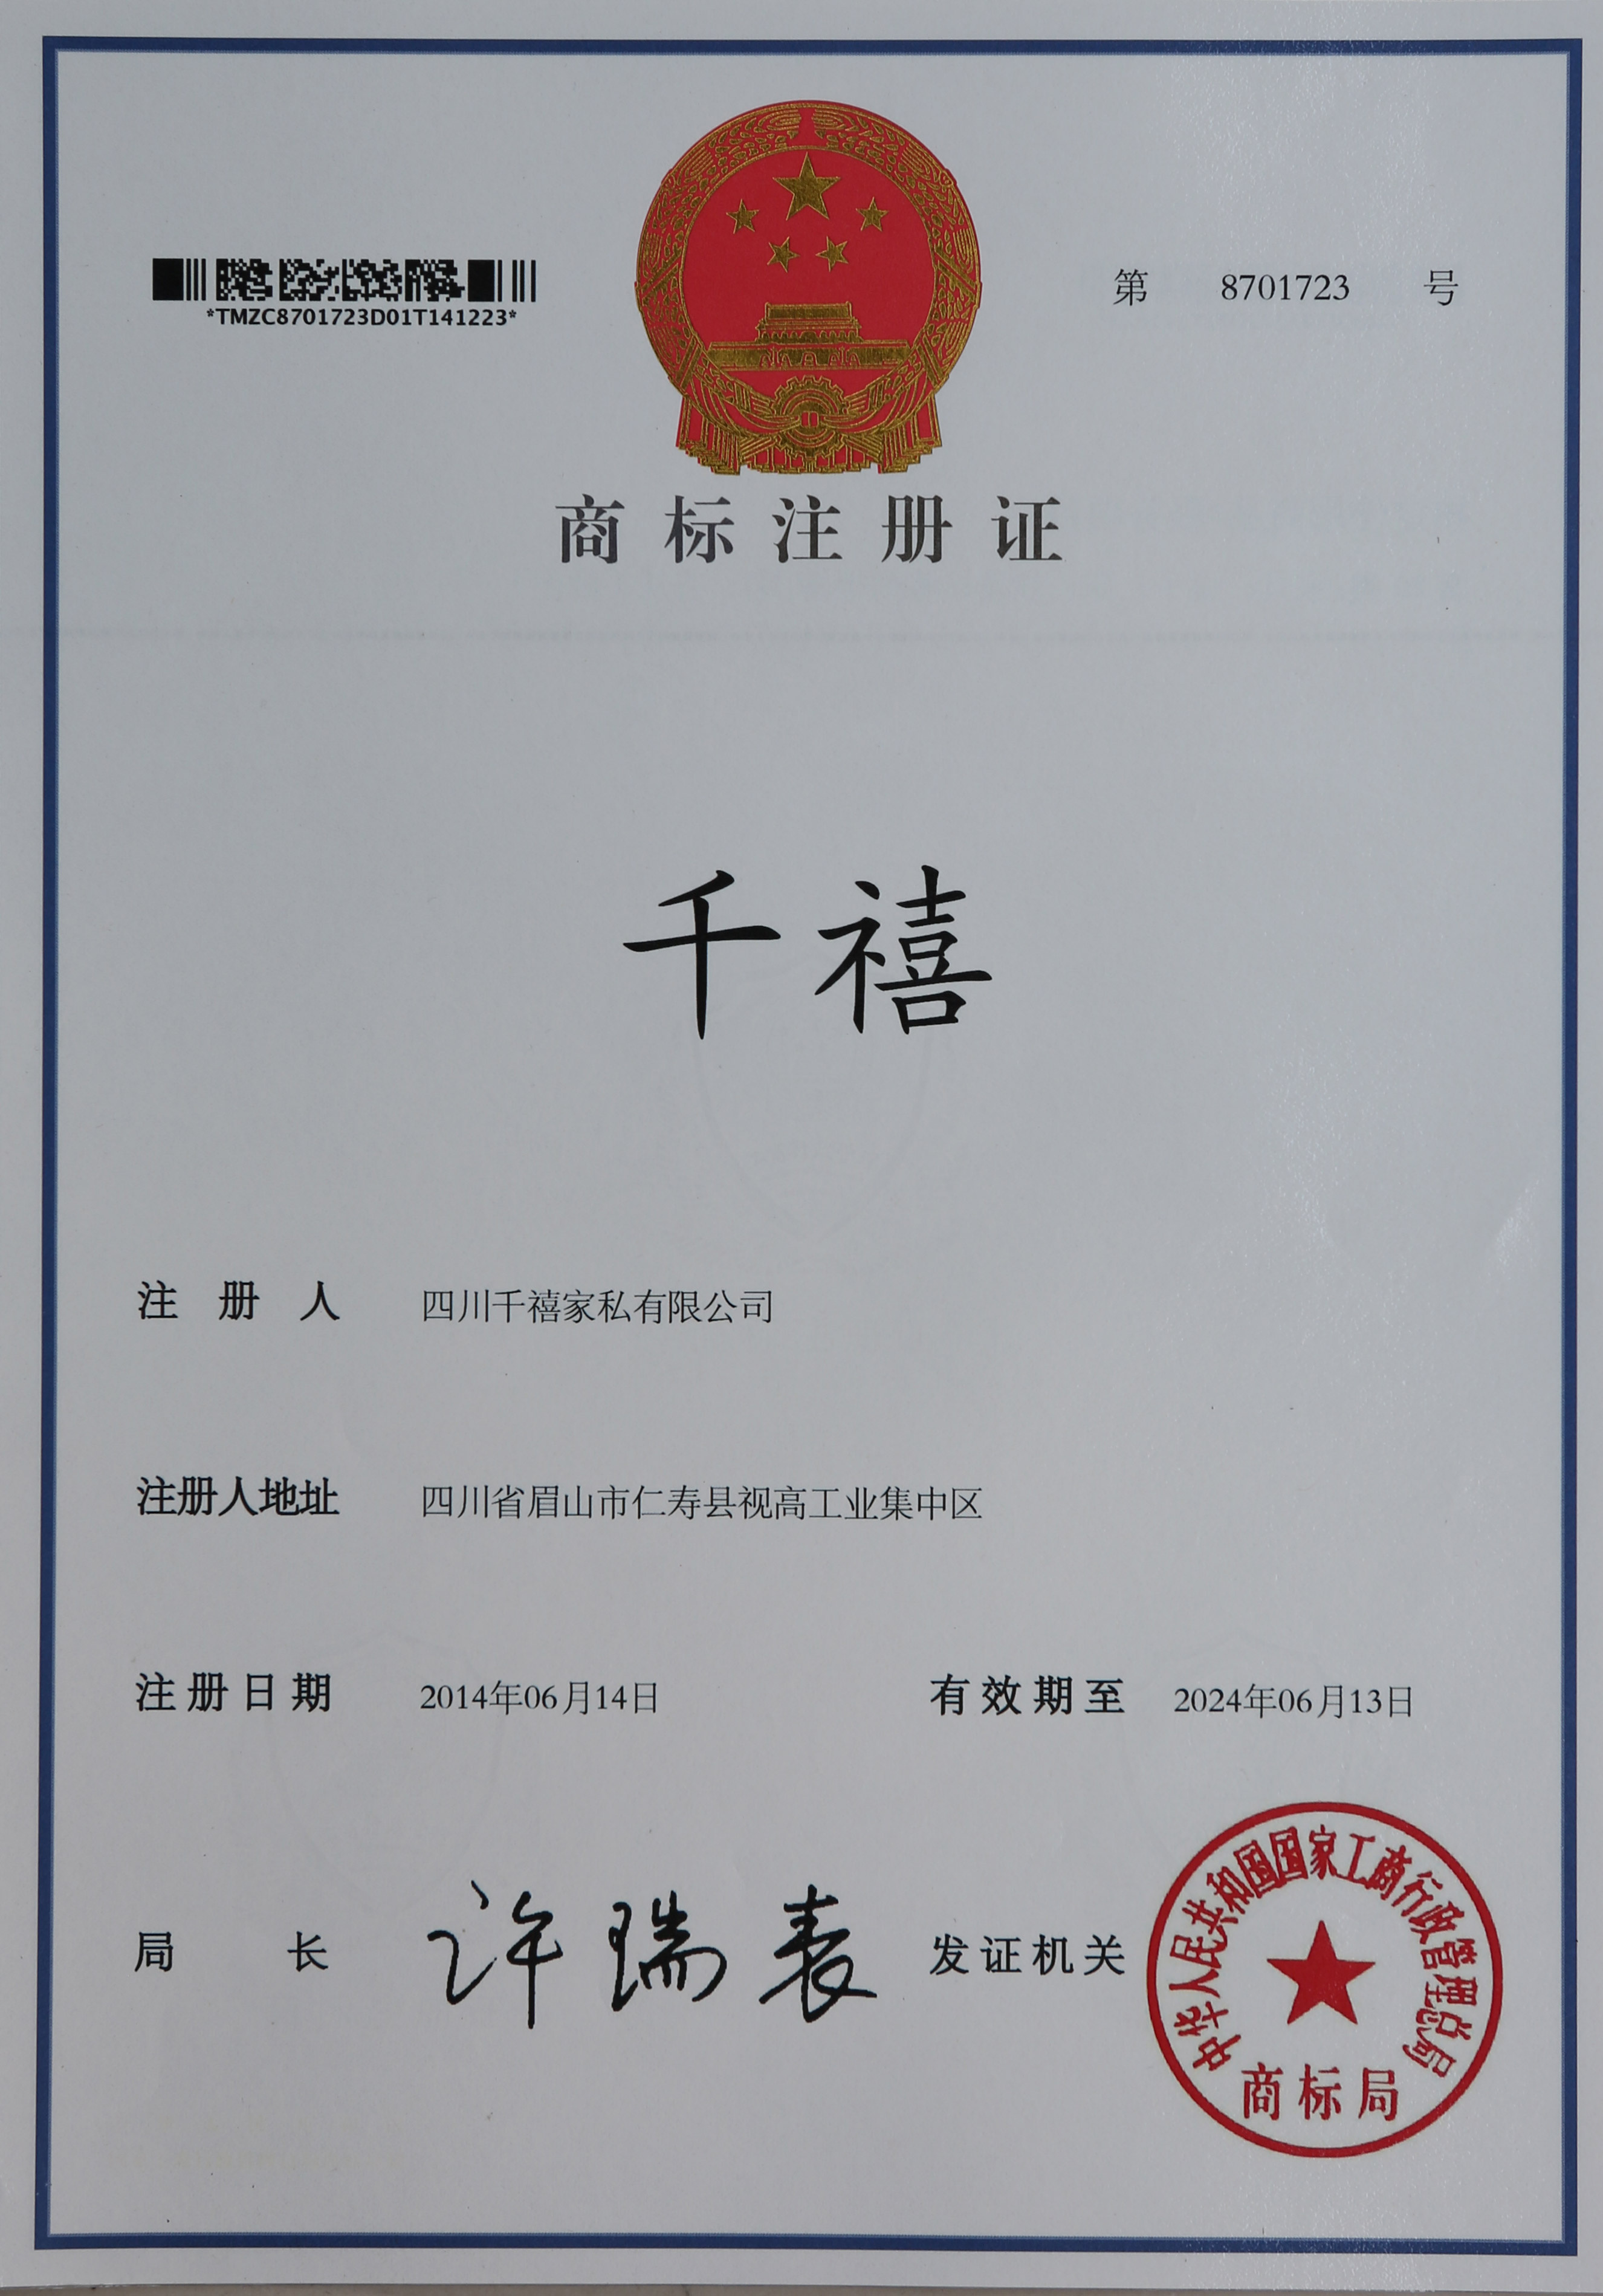 *TMZC8701723D01T141223*
第 8701723 号
商标注册证
千禧
注册人 四川千禧家私有限公司
注册人地址 四川省眉山市仁寿县视高工业集中区
注册日期 2014年06月14日 有效期至 2024年06月13日
局长 许瑞表 发证机关
中华人民共和国国家工商行政管理总局
商标局